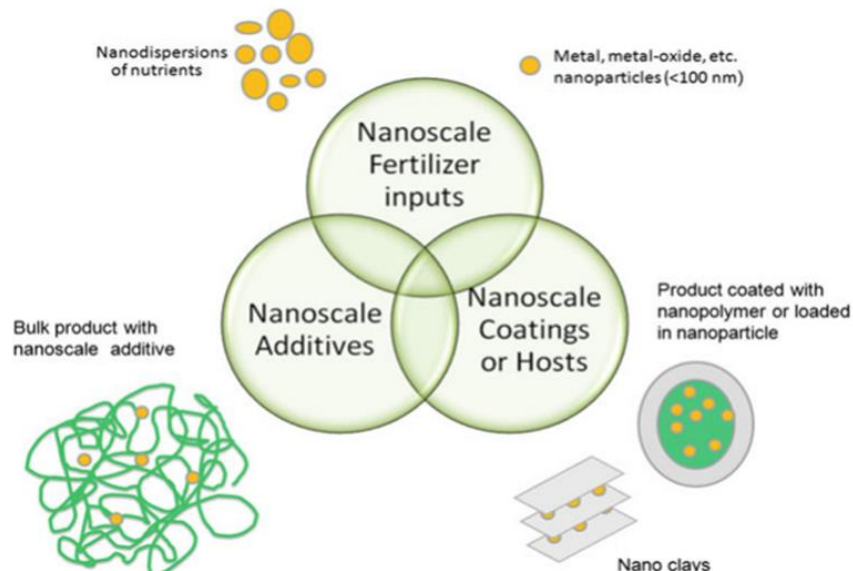 Nanodispersions
of nutrients
Metal, metal-oxide, etc.
nanoparticles (<100 nm)
Nanoscale
Fertilizer
inputs
Nanoscale
Additives
Nanoscale
Coatings
or Hosts
Product coated with
nanopolymer or loaded
in nanoparticle
Bulk product with
nanoscale additive
Nano clays